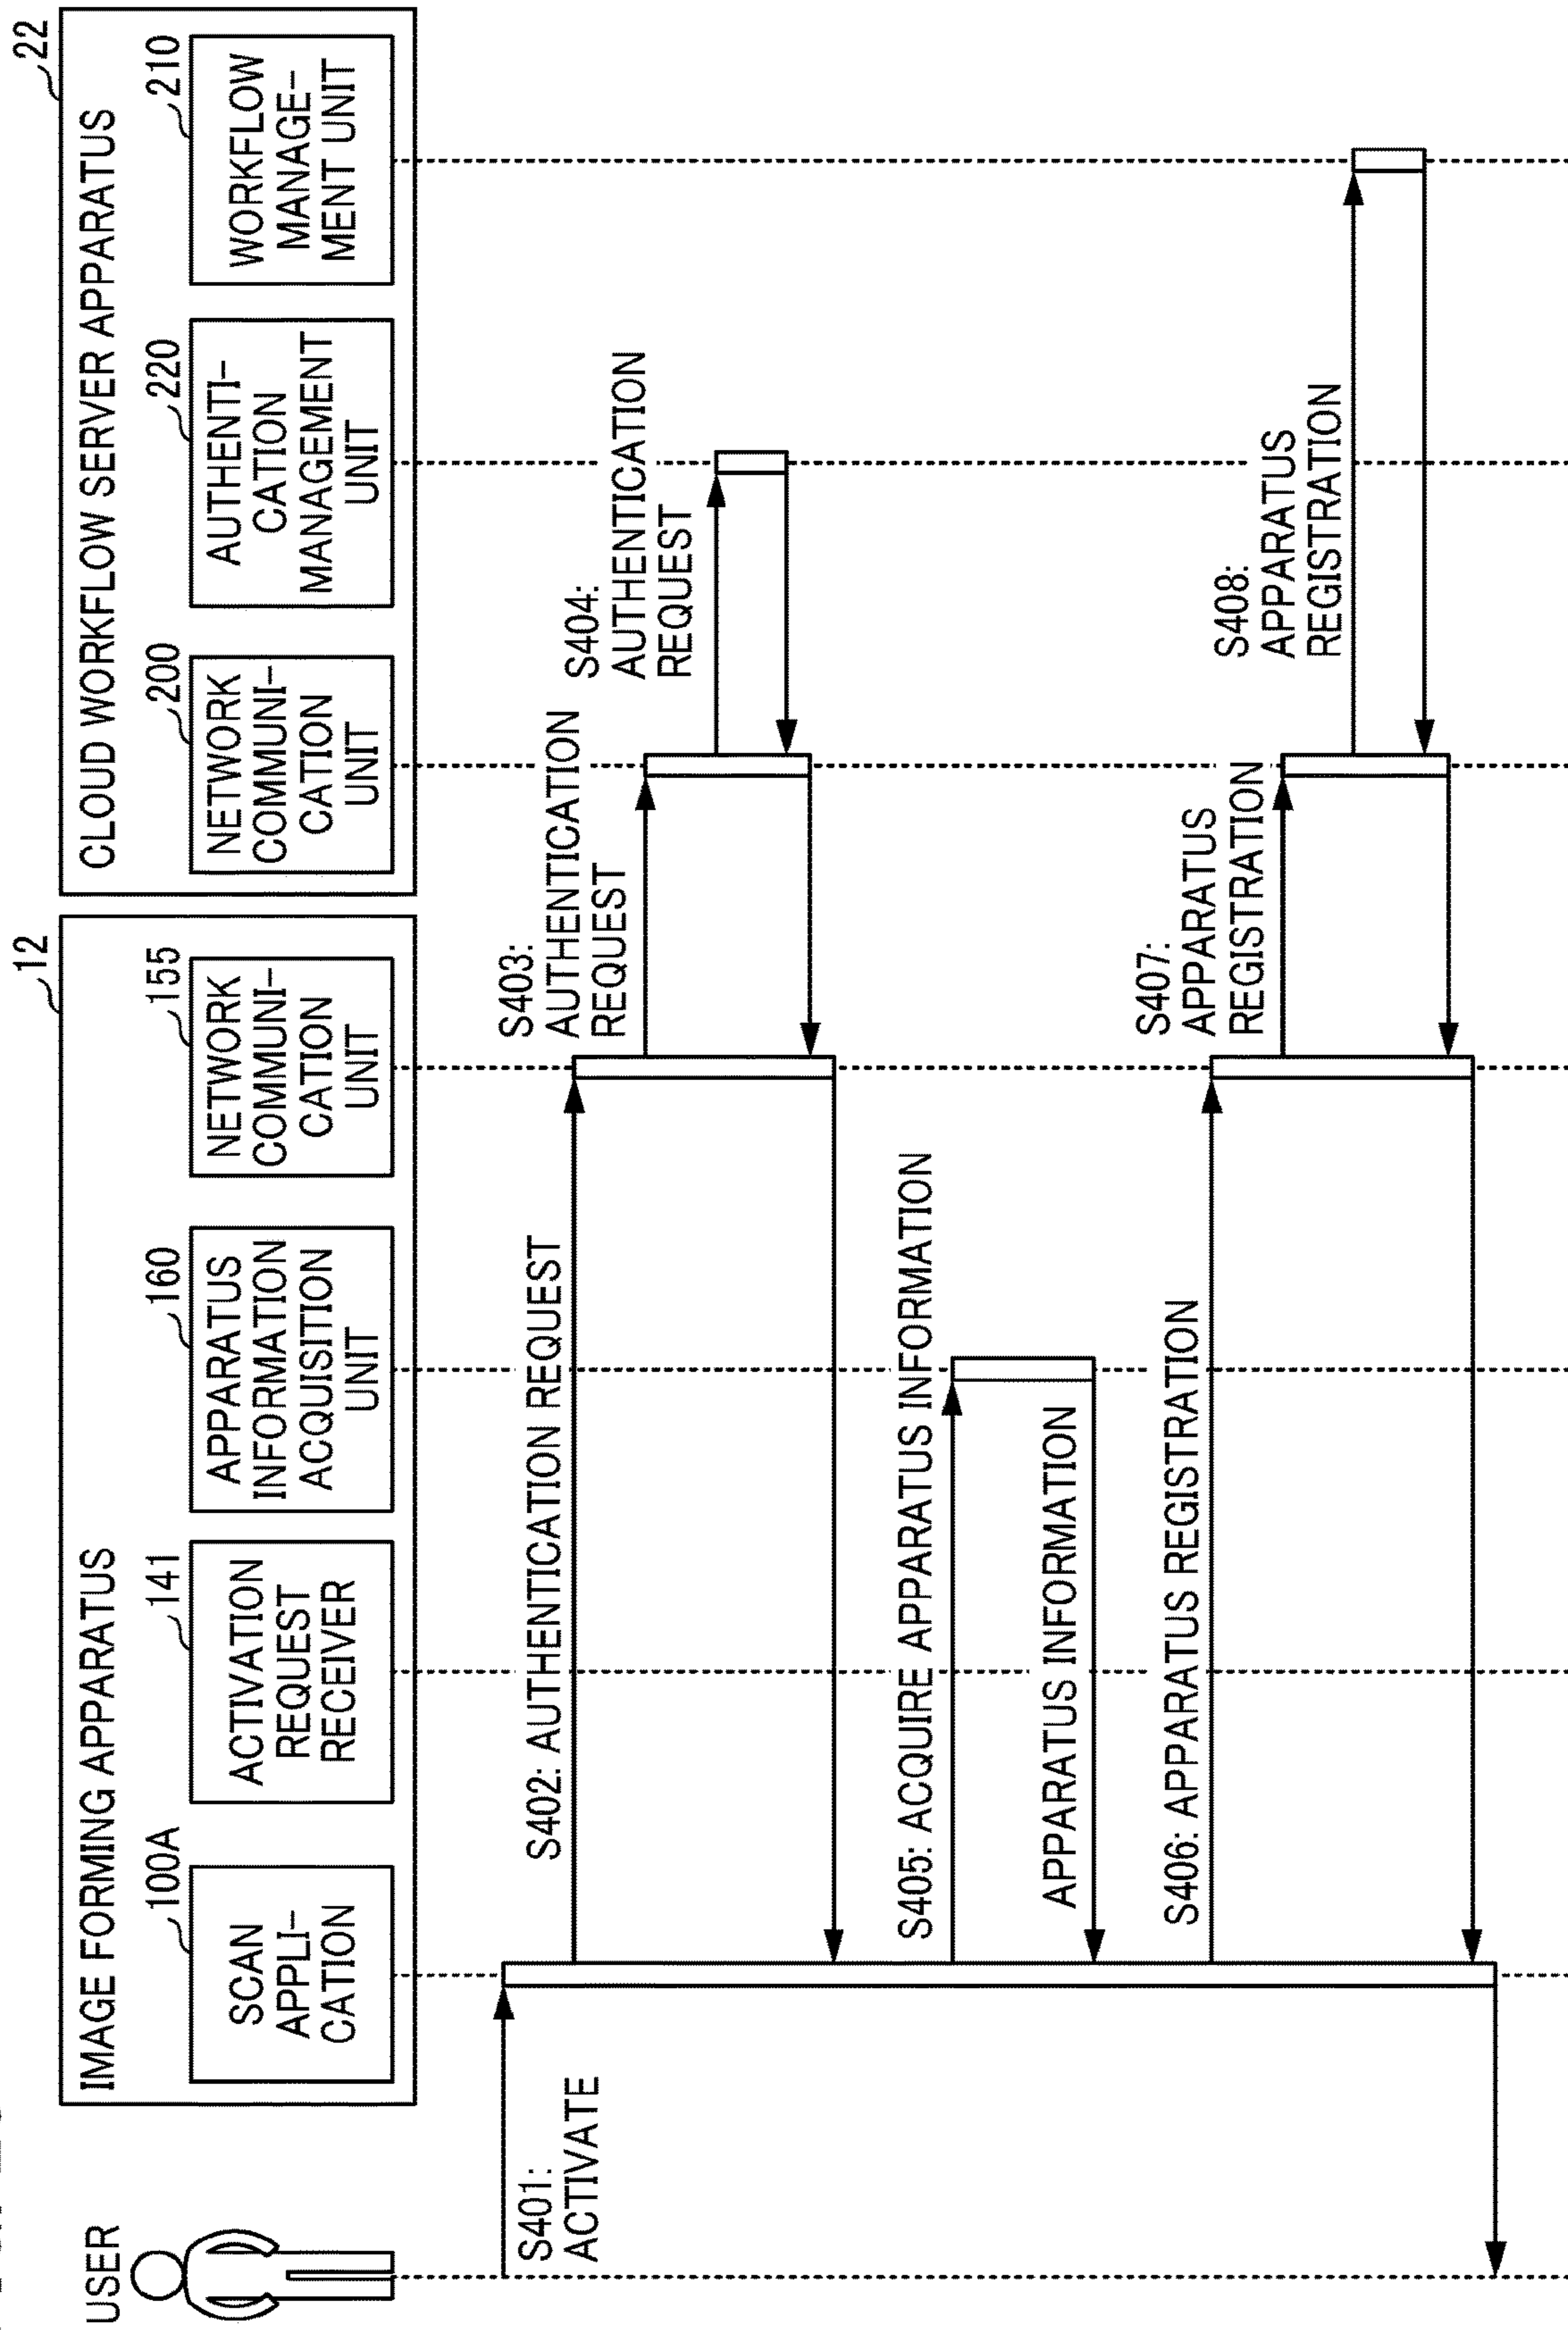 USER
IMAGE FORMING APPARATUS
12
SCAN
APPLI-
CATION
100A
ACTIVATION
REQUEST
RECEIVER
141
APPARATUS
INFORMATION
ACQUISITION
UNIT
160
NETWORK
COMMUNI-
CATION
UNIT
155
CLOUD WORKFLOW SERVER APPARATUS
22
NETWORK
COMMUNI-
CATION
UNIT
200
AUTHENTI-
CATION
MANAGEMENT
UNIT
220
WORKFLOW
MANAGE-
MENT UNIT
210
S401:
ACTIVATE
S402: AUTHENTICATION REQUEST
S403:
AUTHENTICATION
REQUEST
S404:
AUTHENTICATION
REQUEST
S405: ACQUIRE APPARATUS INFORMATION
APPARATUS INFORMATION
S406: APPARATUS REGISTRATION
S407:
APPARATUS
REGISTRATION
S408:
APPARATUS
REGISTRATION